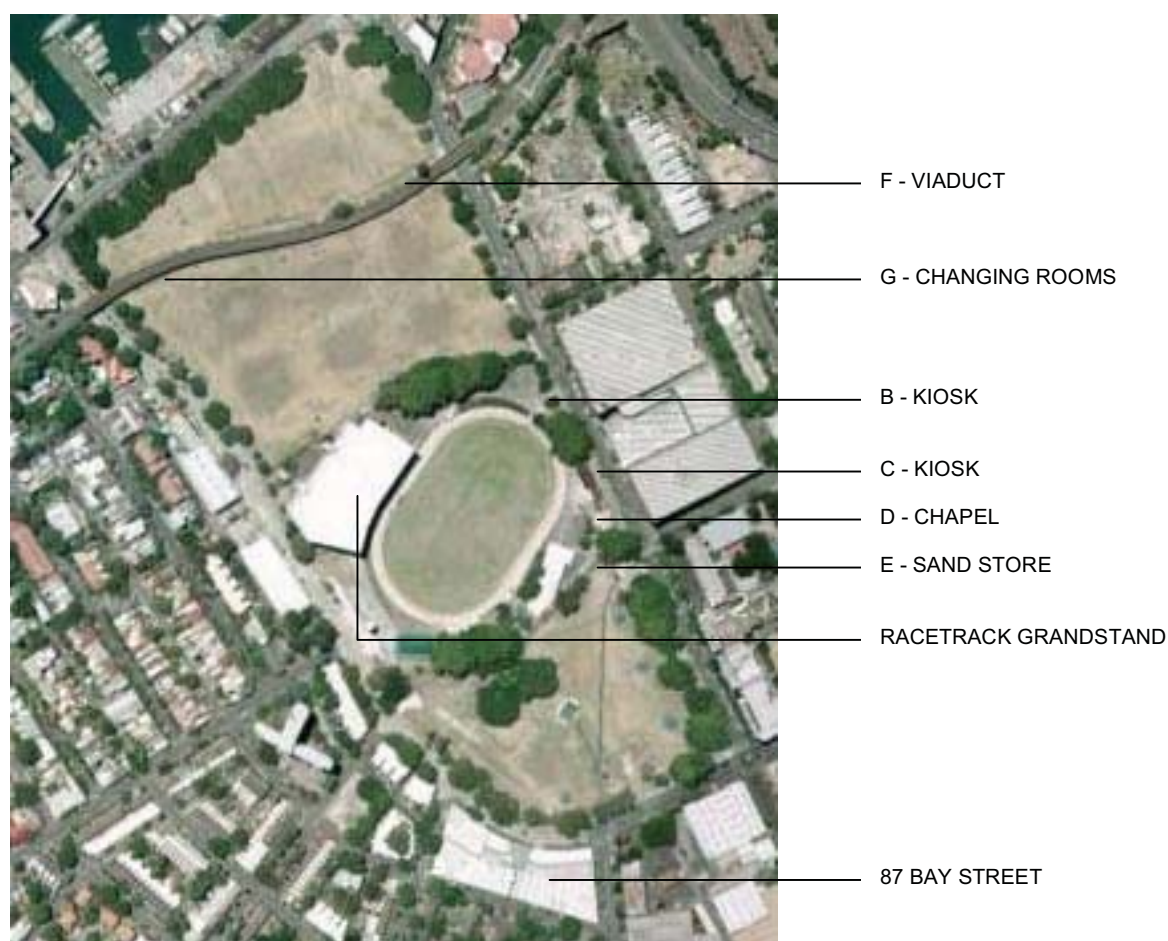 F - VIADUCT
G - CHANGING ROOMS
B - KIOSK
C - KIOSK
D - CHAPEL
E - SAND STORE
RACETRACK GRANDSTAND
87 BAY STREET